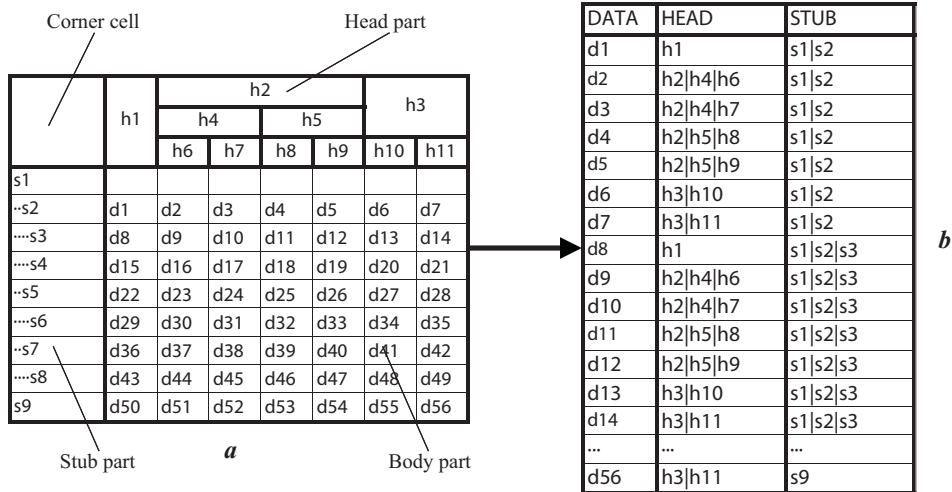 Corner cell
Head part
h1 h2 h3
h4 h5
h6 h7 h8 h9 h10 h11
s1
··s2 d1 d2 d3 d4 d5 d6 d7
····s3 d8 d9 d10 d11 d12 d13 d14
····s4 d15 d16 d17 d18 d19 d20 d21
··s5 d22 d23 d24 d25 d26 d27 d28
····s6 d29 d30 d31 d32 d33 d34 d35
··s7 d36 d37 d38 d39 d40 d41 d42
····s8 d43 d44 d45 d46 d47 d48 d49
s9 d50 d51 d52 d53 d54 d55 d56
Stub part
a
Body part
DATA HEAD STUB
d1 h1 s1|s2
d2 h2|h4|h6 s1|s2
d3 h2|h4|h7 s1|s2
d4 h2|h5|h8 s1|s2
d5 h2|h5|h9 s1|s2
d6 h3|h10 s1|s2
d7 h3|h11 s1|s2
d8 h1 s1|s2|s3
d9 h2|h4|h6 s1|s2|s3
d10 h2|h4|h7 s1|s2|s3
d11 h2|h5|h8 s1|s2|s3
d12 h2|h5|h9 s1|s2|s3
d13 h3|h10 s1|s2|s3
d14 h3|h11 s1|s2|s3
... ... ...
d56 h3|h11 s9
b